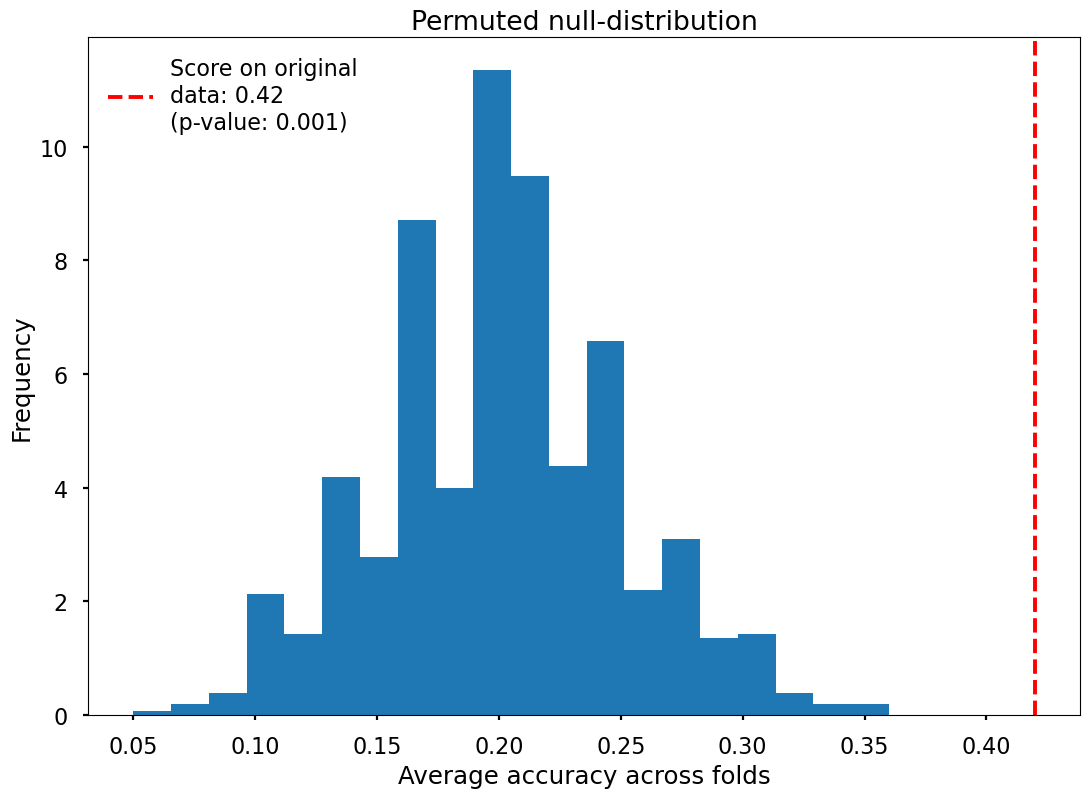 Permuted null-distribution
Score on original
data: 0.42
(p-value: 0.001)
Frequency
10
8
6
4
2
0
0.05 0.10 0.15 0.20 0.25 0.30 0.35 0.40
Average accuracy across folds